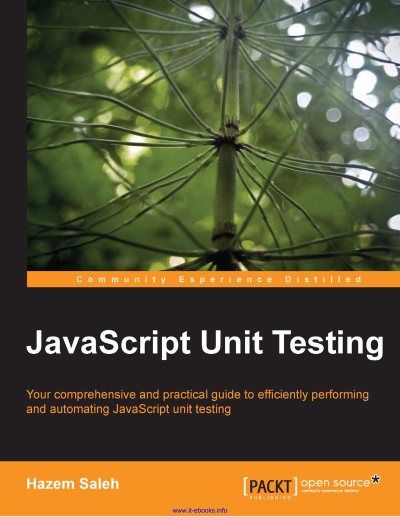 Community Experience Distilled
JavaScript Unit Testing
Your comprehensive and practical guide to efficiently performing
and automating JavaScript unit testing
Hazem Saleh
[PACKT] open source*
PUBLISHING community experience distilled
www.it-ebooks.info